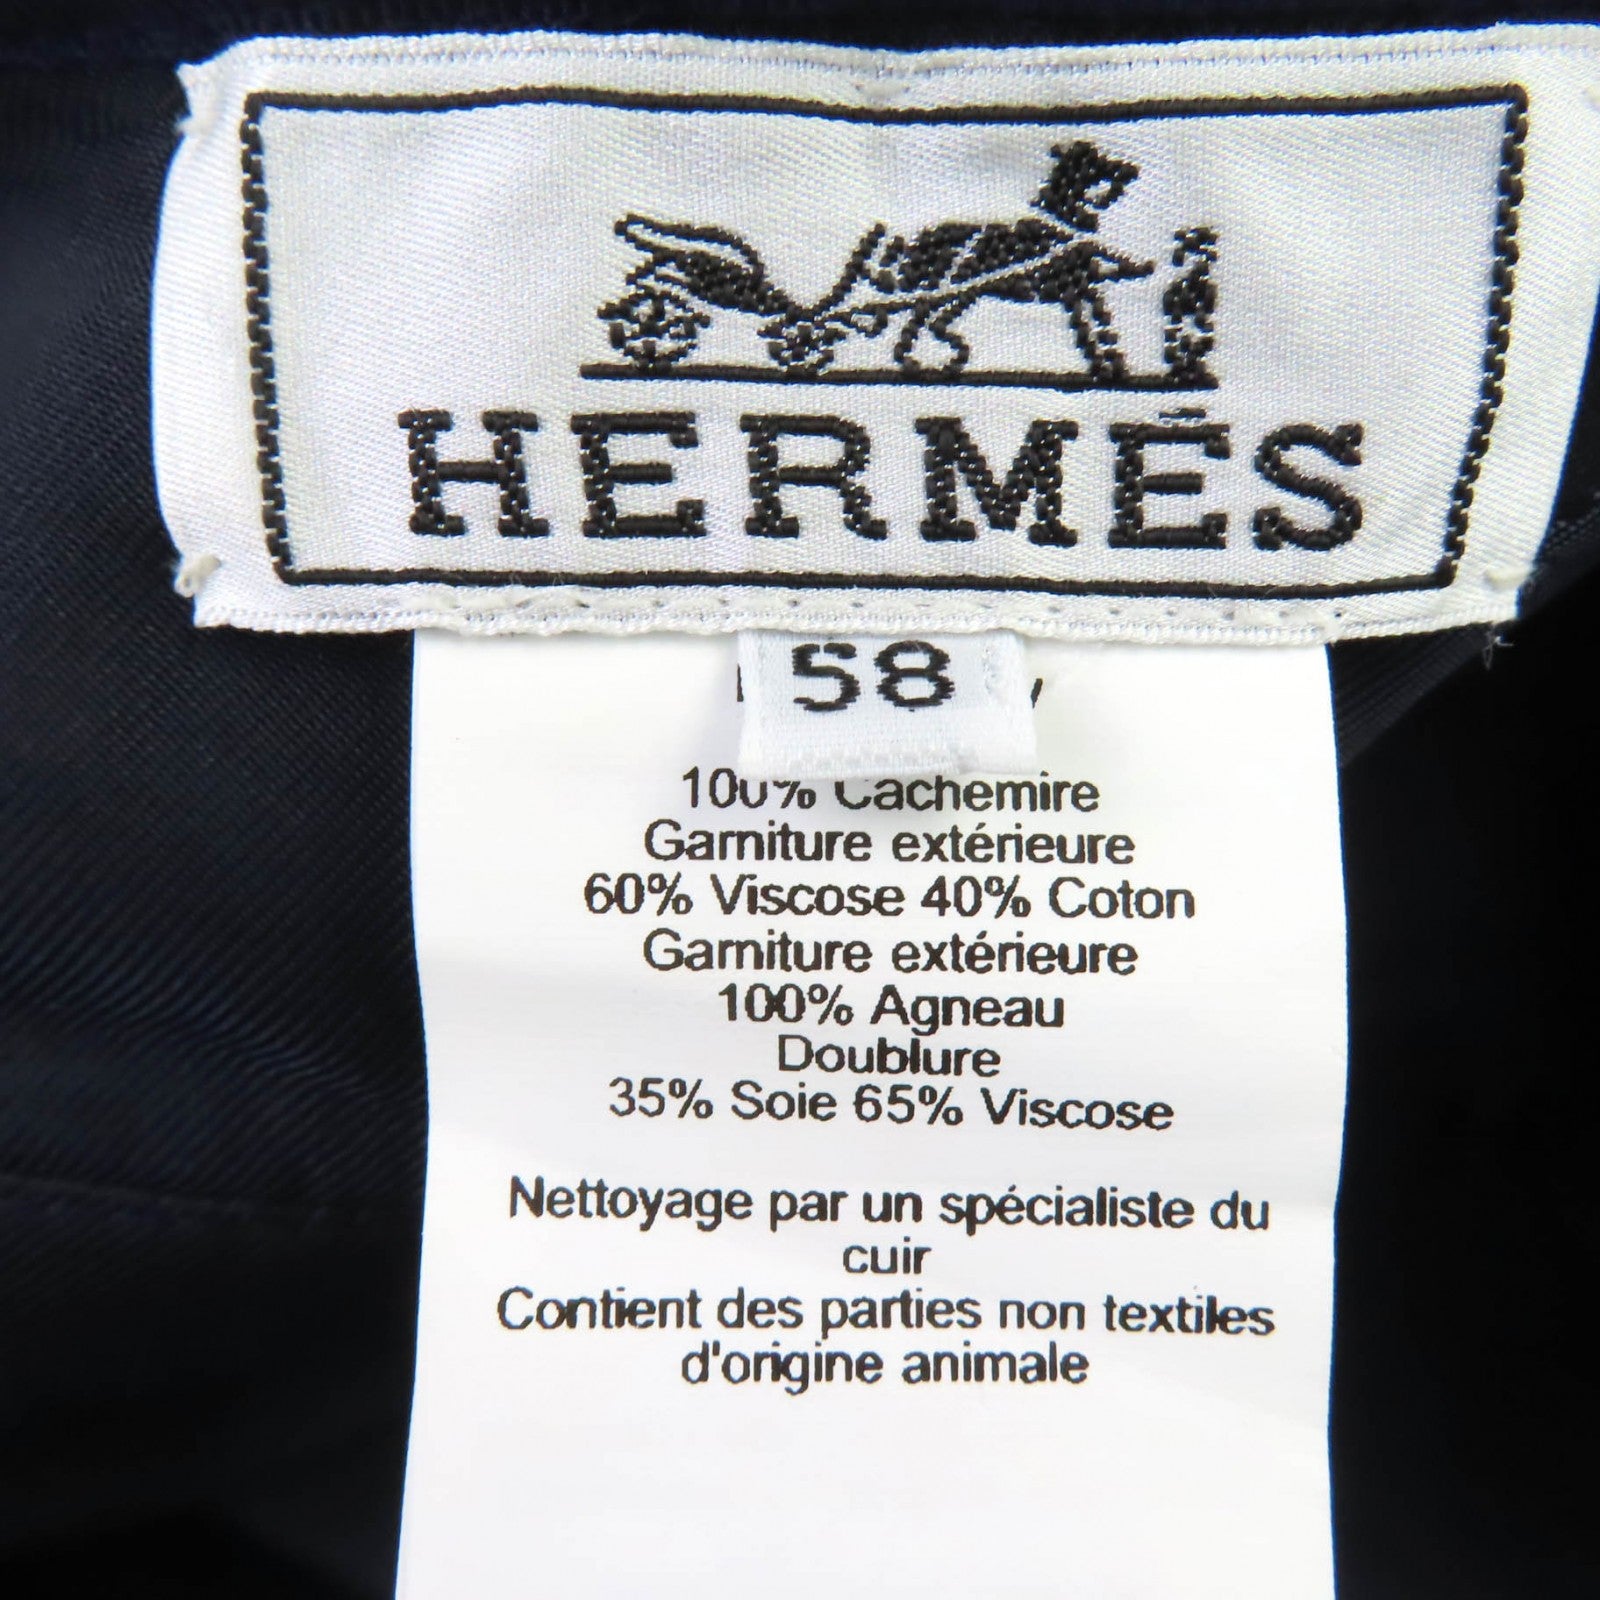 HERMÈS
58
100% Cachemire
Garniture extérieure
60% Viscose 40% Coton
Garniture extérieure
100% Agneau
Doublure
35% Soie 65% Viscose
Nettoyage par un spécialiste du
cuir
Contient des parties non textiles
d'origine animale